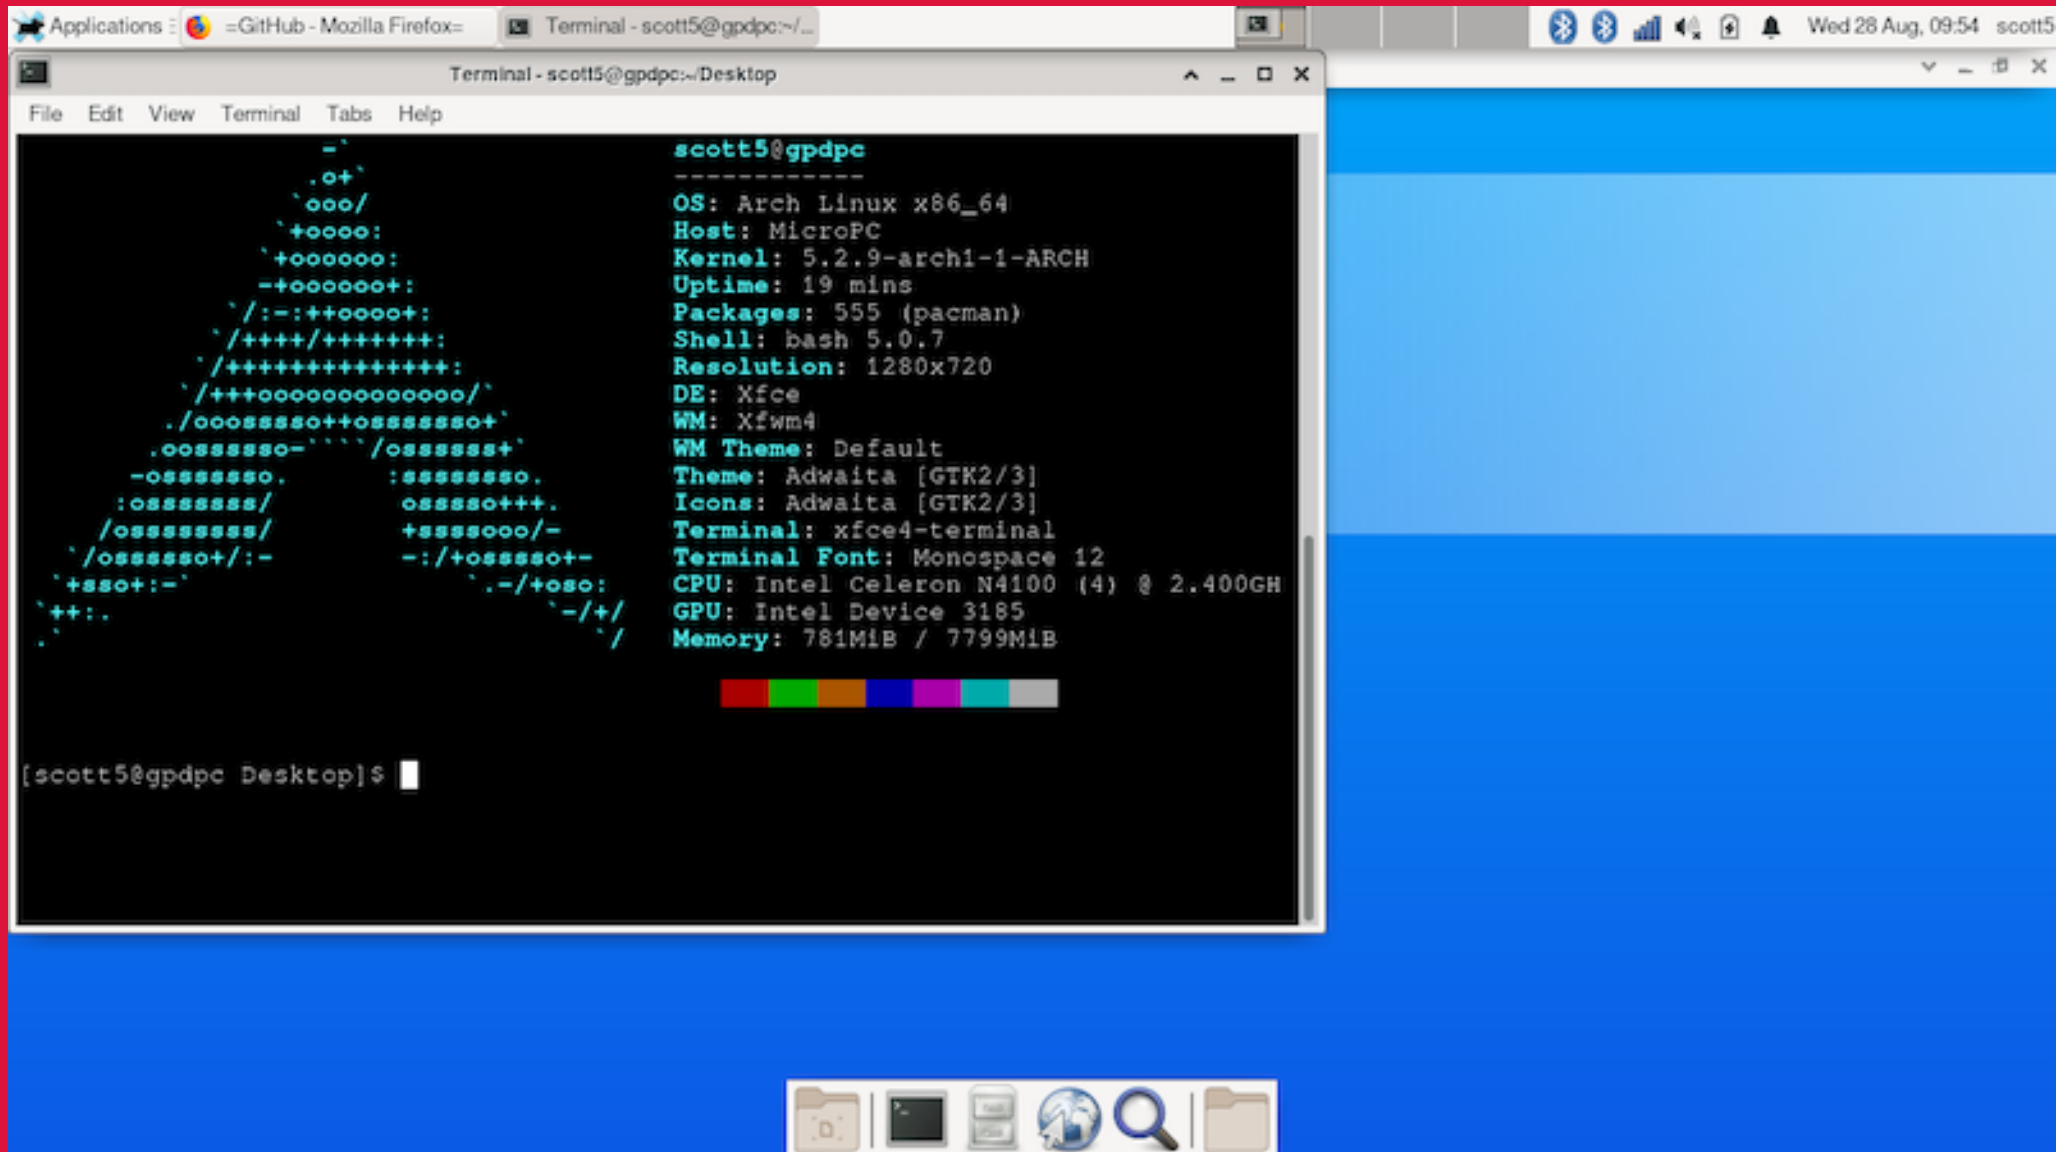 Applications
=GitHub - Mozilla Firefox=
Terminal - scott5@gpdpc:~/...
Wed 28 Aug, 09:54
scott5
Terminal - scott5@gpdpc:~/Desktop
File Edit View Terminal Tabs Help
scott5@gpdpc
------------
OS: Arch Linux x86_64
Host: MicroPC
Kernel: 5.2.9-arch1-1-ARCH
Uptime: 19 mins
Packages: 555 (pacman)
Shell: bash 5.0.7
Resolution: 1280x720
DE: Xfce
WM: Xfwm4
WM Theme: Default
Theme: Adwaita [GTK2/3]
Icons: Adwaita [GTK2/3]
Terminal: xfce4-terminal
Terminal Font: Monospace 12
CPU: Intel Celeron N4100 (4) @ 2.400GH
GPU: Intel Device 3185
Memory: 781MiB / 7799MiB
[scott5@gpdpc Desktop]$